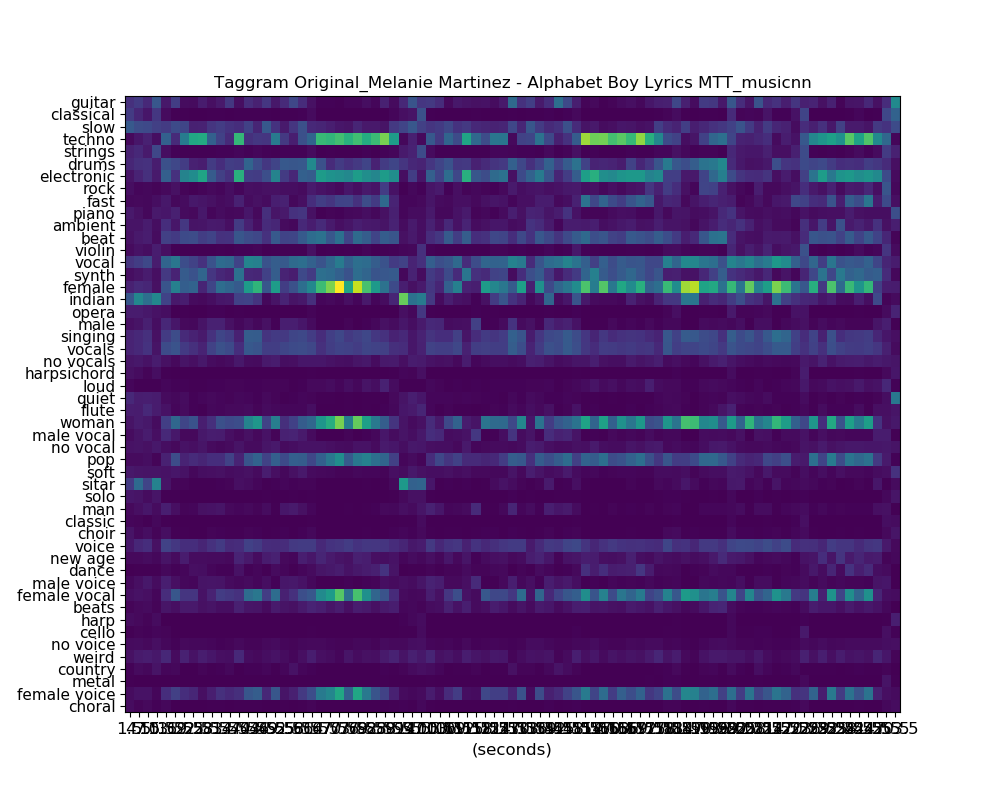 Taggram Original_Melanie Martinez - Alphabet Boy Lyrics MTT_musicnn
guitar
classical
slow
techno
strings
drums
electronic
rock
fast
piano
ambient
beat
violin
vocal
synth
female
indian
opera
male
singing
vocals
no vocals
harpsichord
loud
quiet
flute
woman
male vocal
no vocal
pop
soft
sitar
solo
man
classic
choir
voice
new age
dance
male voice
female vocal
beats
harp
cello
no voice
weird
country
metal
female voice
choral
(seconds)